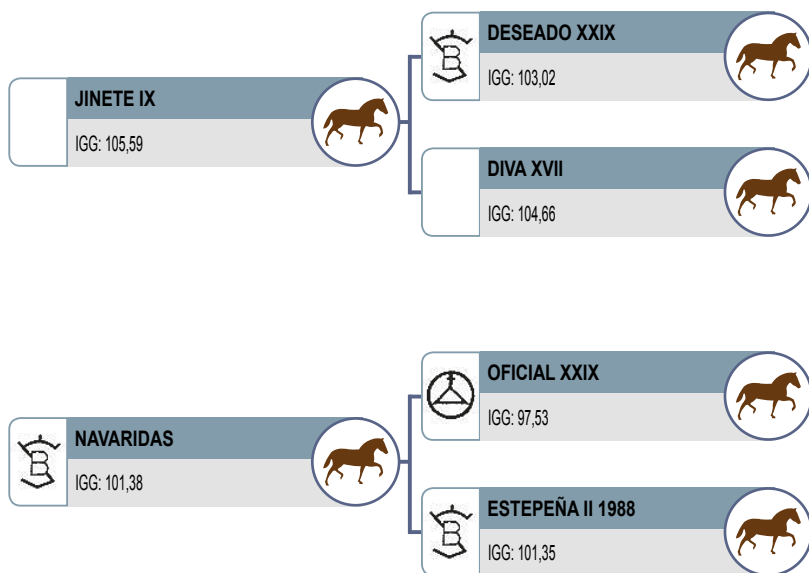 DESEADO XXIX
IGG: 103,02
JINETE IX
IGG: 105,59
DIVA XVII
IGG: 104,66
OFICIAL XXIX
IGG: 97,53
NAVARIDAS
IGG: 101,38
ESTEPEÑA II 1988
IGG: 101,35